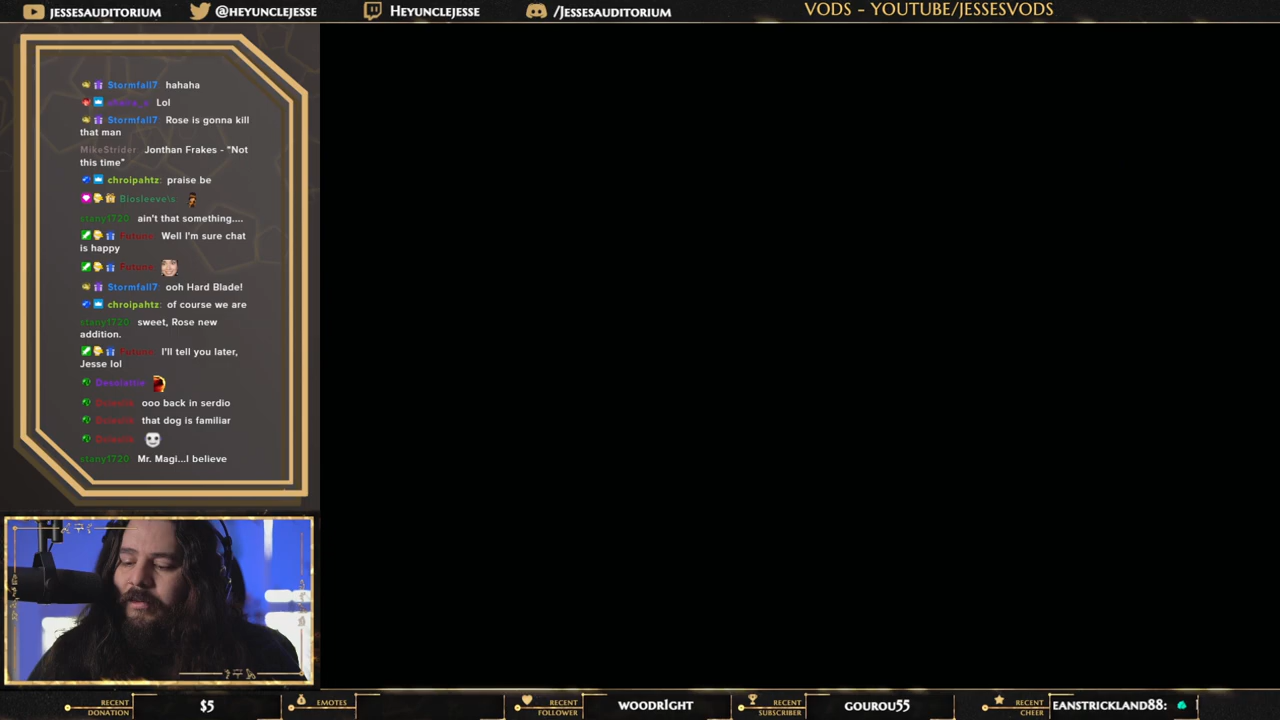 JESSESAUDITORIUM @HEYUNCLEJESSE HEYUNCLEJESSE /JESSESAUDITORIUM VODS - YOUTUBE/JESSESVODS
Stormfall7 hahaha
Lol
Stormfall7 Rose is gonna kill
that man
MikeStrider Jonthan Frakes - "Not
this time"
chroipahtz: praise be
stany1720 ain't that something....
Well I'm sure chat
is happy
Stormfall7 ooh Hard Blade!
chroipahtz: of course we are
stany1720 sweet, Rose new
addition.
I'll tell you later,
Jesse lol
ooo back in serdio
that dog is familiar
stany1720 Mr. Magi...I believe
RECENT DONATION $5 EMOTES RECENT FOLLOWER WOODR1GHT RECENT SUBSCRIBER GOUROU55 RECENT CHEER EANSTRICKLAND88: